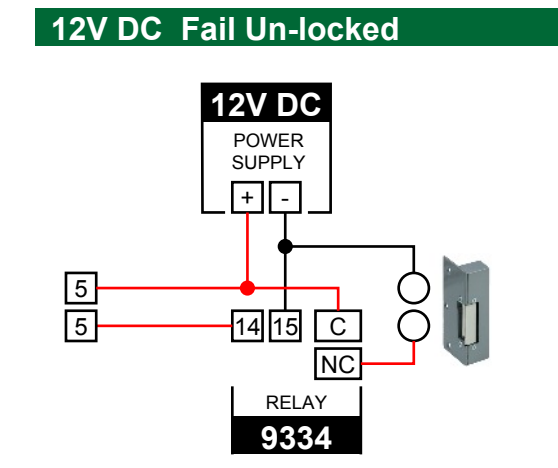 12V DC Fail Un-locked
12V DC
POWER
SUPPLY
+ -
5
5
14 15 C
NC
RELAY
9334